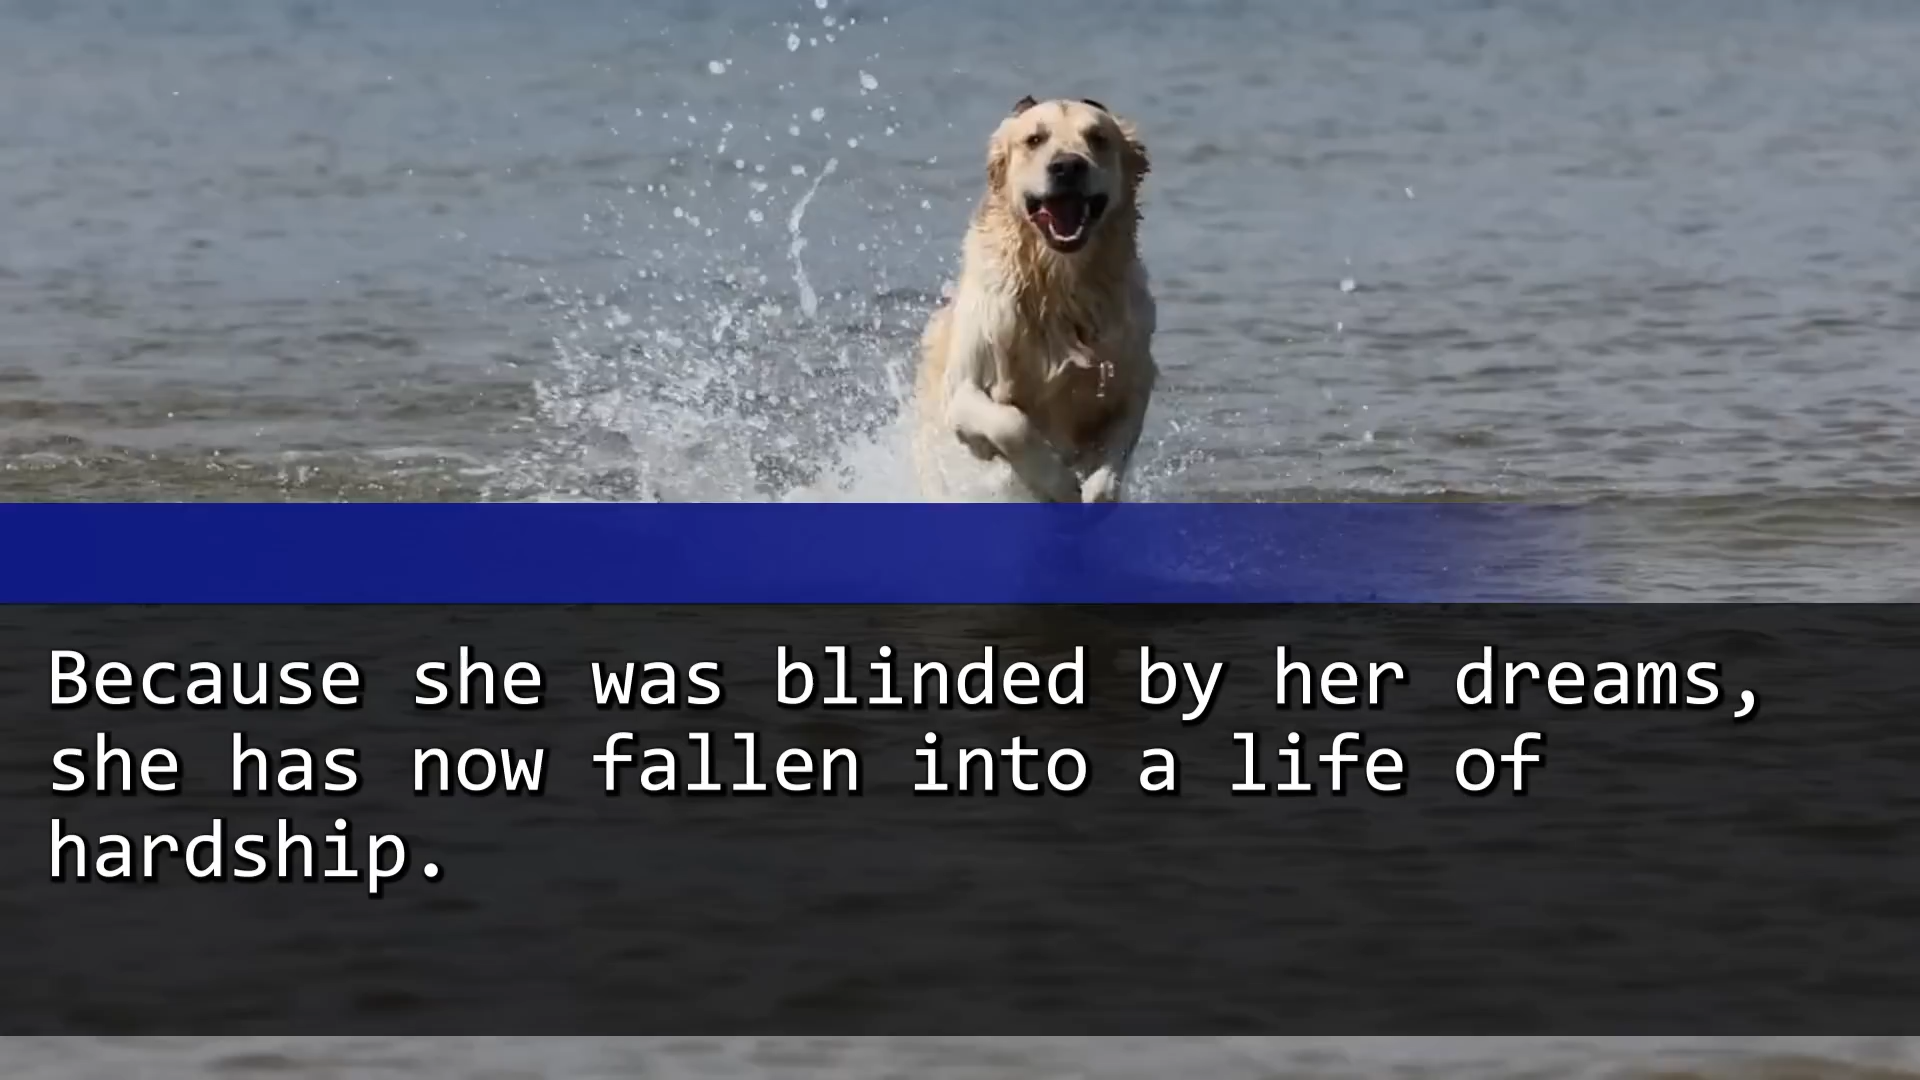 Because she was blinded by her dreams,
she has now fallen into a life of
hardship.